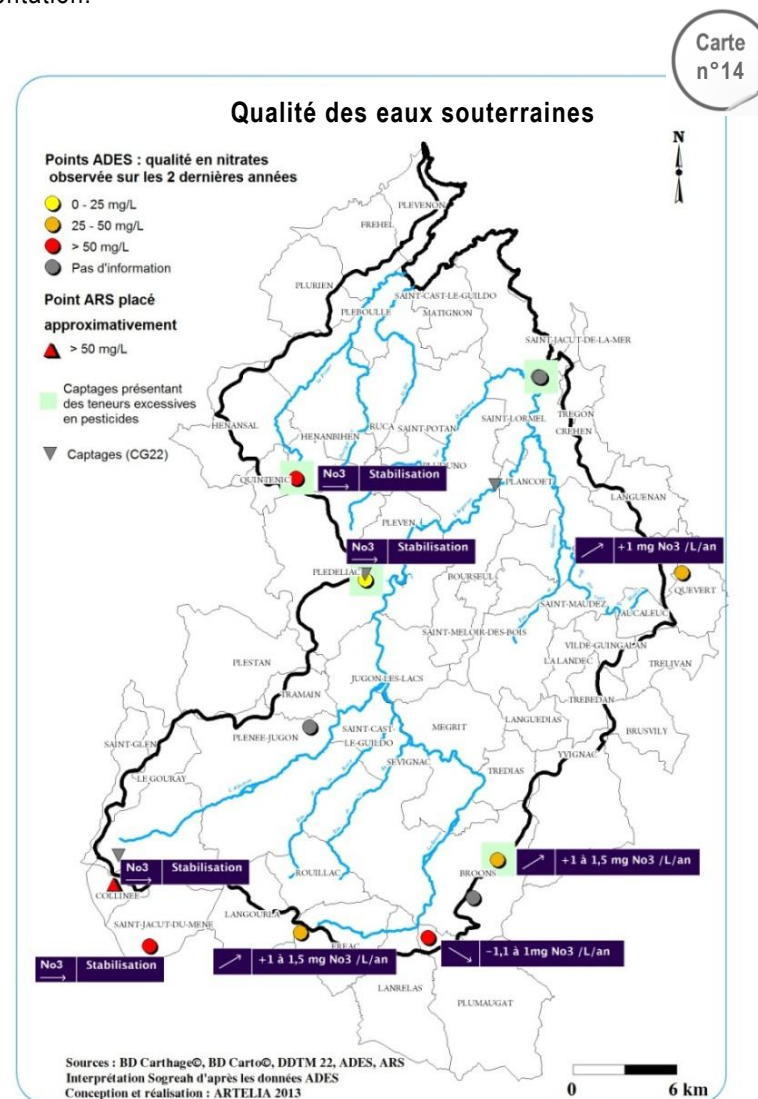 entation.
Carte
n°14
Qualité des eaux souterraines
N
Points ADES : qualité en nitrates
observée sur les 2 dernières années
0 - 25 mg/L
25 - 50 mg/L
> 50 mg/L
Pas d'information
Point ARS placé
approximativement
> 50 mg/L
Captages présentant
des teneurs excessives
en pesticides
Captages (CG22)
PLEVENON
FREHEL
PLURIEN
SAINT-CAST-LE-GUILDO
PLEBOULLE
MATIGNON
SAINT-JACUT-DE-LA-MER
HENANSAL
HENANBIHEN
RUCA
SAINT-POTAN
SAINT-LORMEL
TREGON
CREHEN
QUINTENIC
No3 Stabilisation
PLUDUNO
PLANCOET
LANGUENAN
PLEVEN
No3 Stabilisation
+1 mg No3 /L/an
PLEDELIAC
BOURSEUL
QUEVERT
SAINT-MAUDEZ
AUCALEUC
SAINT-MELOIR-DES-BOIS
VILDE-GUINGALAN
PLESTAN
LA LANDEC
TRELIVAN
JUGON-LES-LACS
TRAMAIN
TREBEDAN
LANGUEDIAS
BRUSVILY
PLENEE-JUGON
SAINT-CAST-
LE-GUILDO
MEGRIT
SAINT-GLEN
YVIGNAC
SEVIGNAC
TREDIAS
LE GOURAY
+1 à 1,5 mg No3 /L/an
No3 Stabilisation
ROUILLAC
BROONS
COLLINEE
LANGOURLA
SAINT-JACUT-DU-MENE
EREAC
-1,1 à 1mg No3 /L/an
No3 Stabilisation
+1 à 1,5 mg No3 /L/an
LANRELAS
PLUMAUGAT
Sources : BD Carthage©, BD Carto©, DDTM 22, ADES, ARS
Interprétation Sogreah d'après les données ADES
Conception et réalisation : ARTELIA 2013
0 6 km